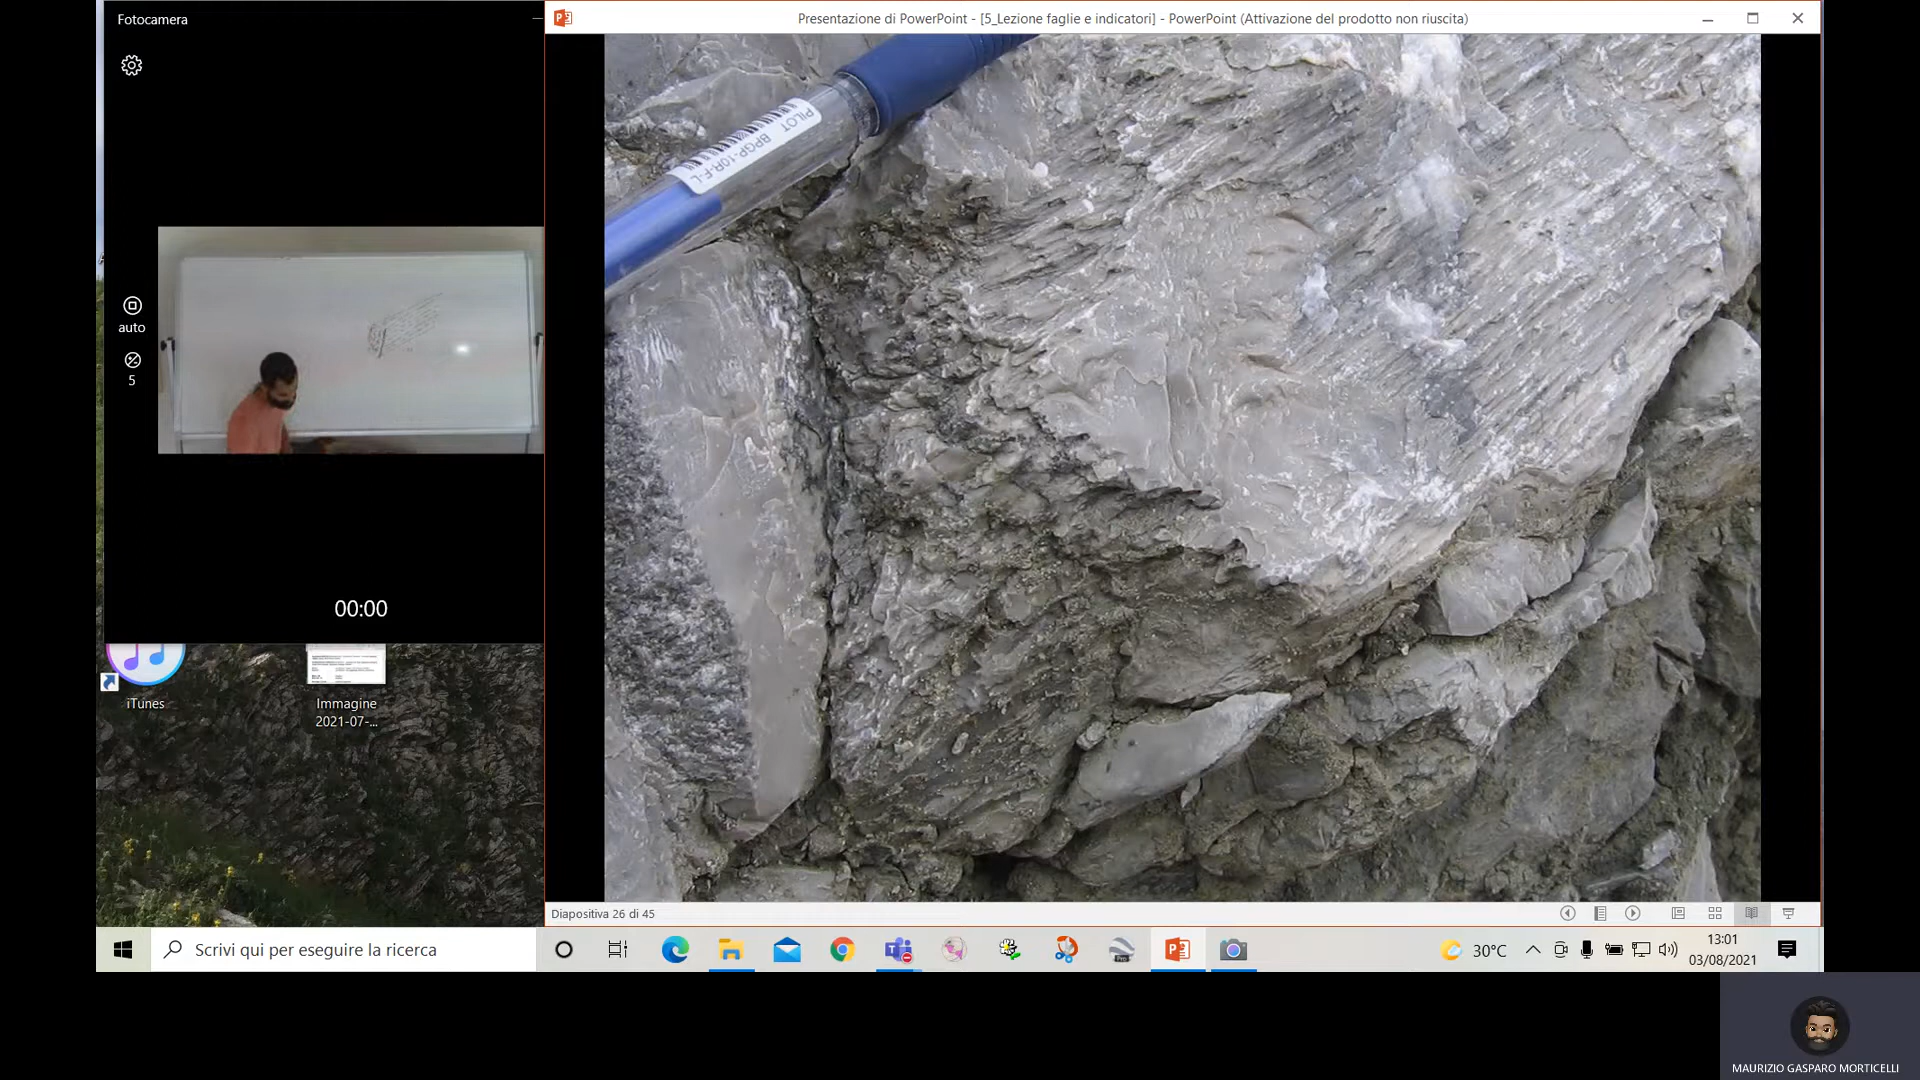 Fotocamera
Presentazione di PowerPoint - [5_Lezione faglie e indicatori] - PowerPoint (Attivazione del prodotto non riuscita)
PILOT BPGP-10R-F-L
auto
5
00:00
iTunes
Immagine
2021-07-...
Diapositiva 26 di 45
Scrivi qui per eseguire la ricerca
30°C
13:01
03/08/2021
MAURIZIO GASPARO MORTICELLI